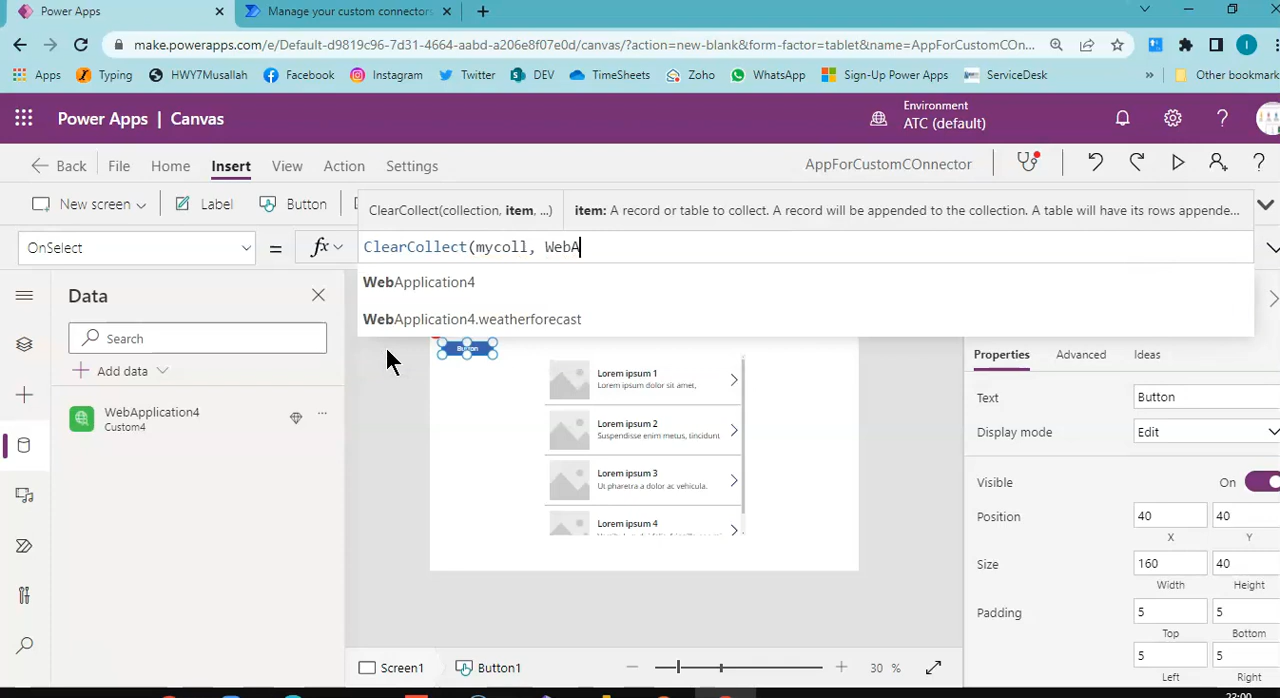 Power Apps
Manage your custom connectors
make.powerapps.com/e/Default-d9819c96-7d31-4664-aabd-a206e8f07e0d/canvas/?action=new-blank&form-factor=tablet&name=AppForCustomCOn...
I
Apps
Typing
HWY7Musallah
Facebook
Instagram
Twitter
DEV
TimeSheets
Zoho
WhatsApp
Sign-Up Power Apps
ServiceDesk
»
Other bookmark
Power Apps | Canvas
Environment
ATC (default)
Back
File
Home
Insert
View
Action
Settings
AppForCustomCOnnector
New screen
Label
Button
ClearCollect(collection, item, ...)
item: A record or table to collect. A record will be appended to the collection. A table will have its rows appende...
OnSelect
=
fx
ClearCollect(mycoll, WebA
WebApplication4
WebApplication4.weatherforecast
Data
Search
Add data
WebApplication4
Custom4
Button
Lorem ipsum 1
Lorem ipsum dolor sit amet,
Lorem ipsum 2
Suspendisse enim metus, tincidunt
Lorem ipsum 3
Ut pharetra a dolor ac vehicula.
Lorem ipsum 4
Properties
Advanced
Ideas
Text
Button
Display mode
Edit
Visible
On
Position
40
40
X
Y
Size
160
40
Width
Height
Padding
5
5
Top
Bottom
5
5
Left
Right
Screen1
Button1
30 %